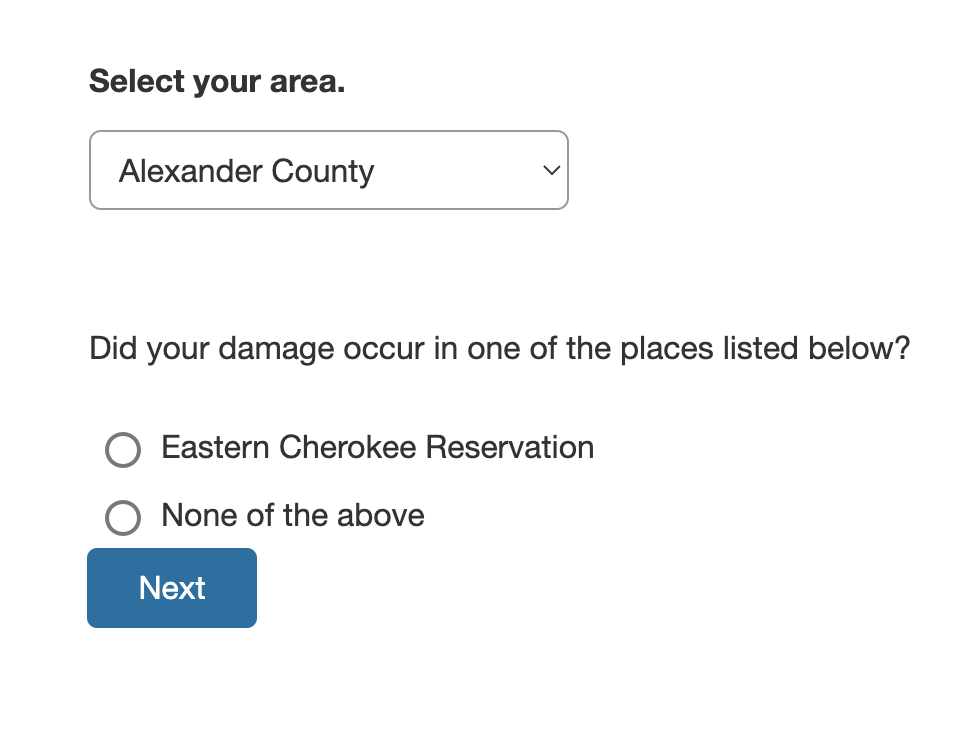 Select your area.
Alexander County
Did your damage occur in one of the places listed below?
Eastern Cherokee Reservation
None of the above
Next